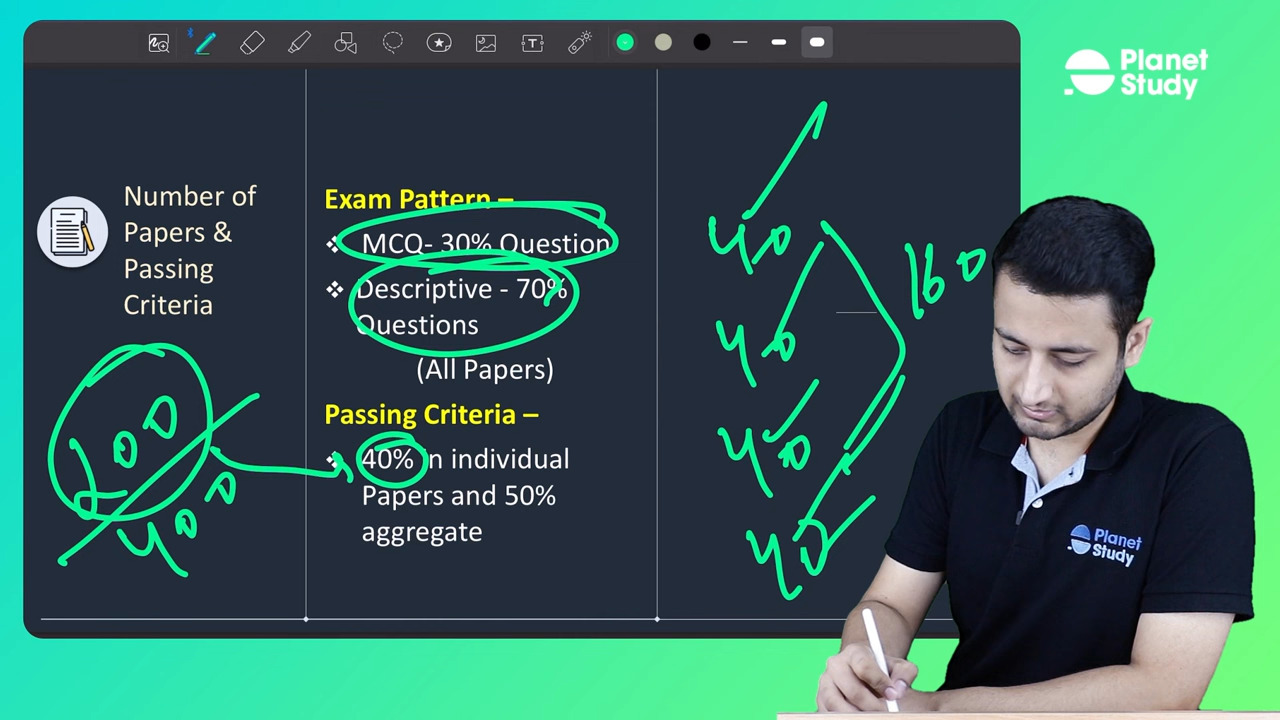 Planet
Study
Number of
Papers &
Passing
Criteria
Exam Pattern –
❖ MCQ- 30% Question
❖ Descriptive - 70%
Questions
(All Papers)
Passing Criteria –
❖ 40% in individual
Papers and 50%
aggregate
100
400
40
40
40
40
160
Planet
Study